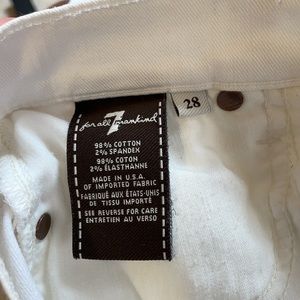 7
for all mankind
28
98% COTTON
2% SPANDEX
98% COTON
2% ÉLASTHANNE
MADE IN U.S.A.
OF IMPORTED FABRIC
FABRIQUÉ AUX ÉTATS-UNIS
DE TISSU IMPORTÉ
SEE REVERSE FOR CARE
ENTRETIEN AU VERSO